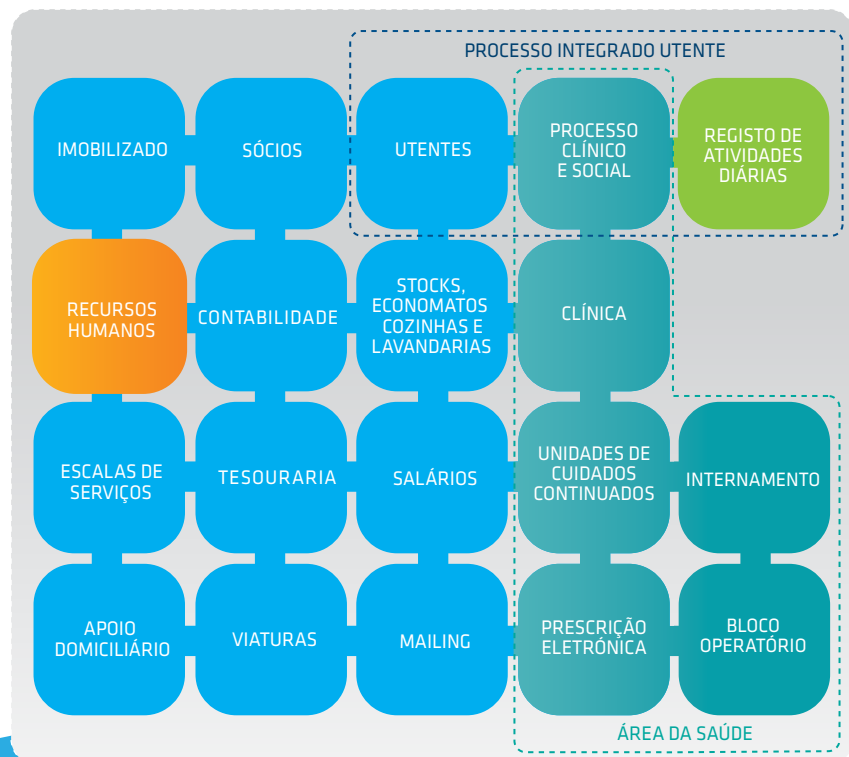 PROCESSO INTEGRADO UTENTE
IMOBILIZADO
SÓCIOS
UTENTES
PROCESSO
CLÍNICO
E SOCIAL
REGISTO DE
ATIVIDADES
DIÁRIAS
RECURSOS
HUMANOS
CONTABILIDADE
STOCKS,
ECONOMATOS
COZINHAS E
LAVANDARIAS
CLÍNICA
ESCALAS DE
SERVIÇOS
TESOURARIA
SALÁRIOS
UNIDADES DE
CUIDADOS
CONTINUADOS
INTERNAMENTO
APOIO
DOMICILIÁRIO
VIATURAS
MAILING
PRESCRIÇÃO
ELETRÓNICA
BLOCO
OPERATÓRIO
ÁREA DA SAÚDE